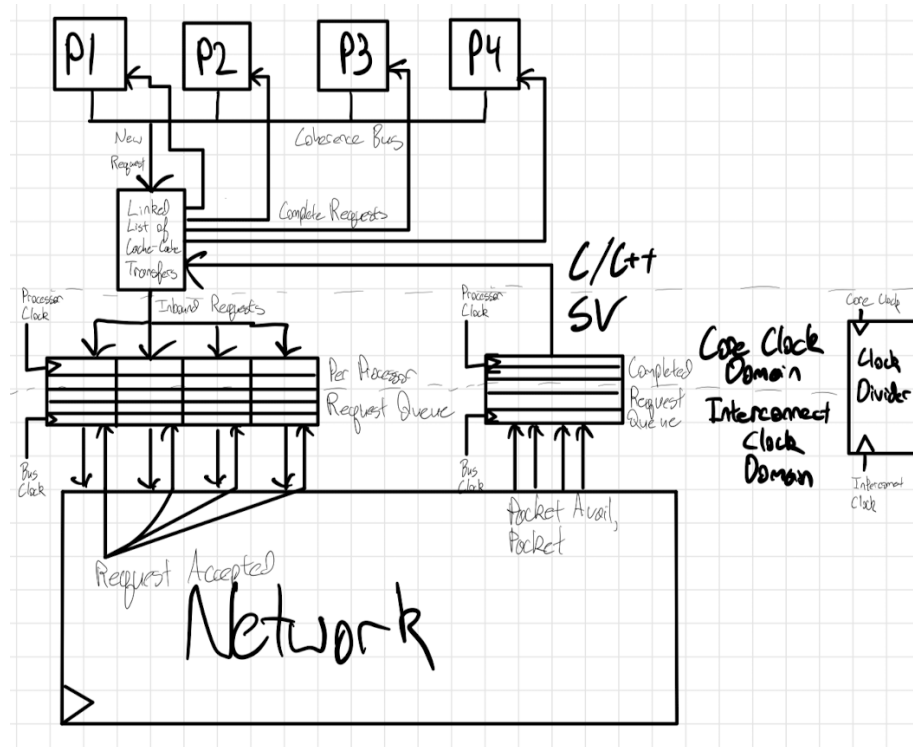 P1
P2
P3
P4
New
Request
Coherence Bus
Linked
List of
Cache-Cache
Transfers
Complete Requests
C/C++
SV
Processor
Clock
Inbound Requests
Processor
Clock
Core Clock
Per Processor
Request Queue
Completed
Request
Queue
Core Clock
Domain
Interconnect
Clock
Domain
Clock
Divider
Bus
Clock
Bus
Clock
Interconnect
Clock
Packet Avail,
Packet
Request Accepted
Network